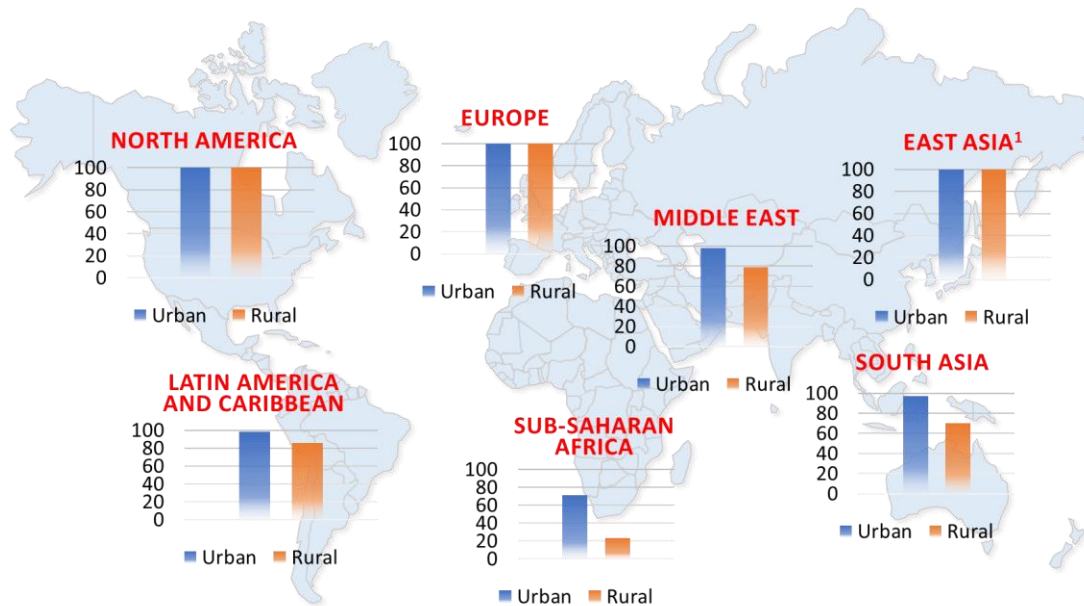 NORTH AMERICA
100
80
60
40
20
0
Urban Rural
EUROPE
100
80
60
40
20
0
Urban Rural
EAST ASIA¹
100
80
60
40
20
0
Urban Rural
MIDDLE EAST
100
80
60
40
20
0
Urban Rural
LATIN AMERICA
AND CARIBBEAN
100
80
60
40
20
0
Urban Rural
SUB-SAHARAN
AFRICA
100
80
60
40
20
0
Urban Rural
SOUTH ASIA
100
80
60
40
20
0
Urban Rural